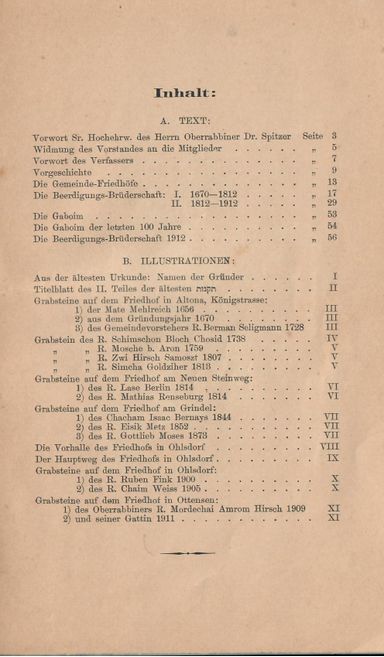 Inhalt:
A. TEXT:
Vorwort Sr. Hochehrw. des Herrn Oberrabbiner Dr. Spitzer Seite 3
Widmung des Vorstandes an die Mitglieder . . . . . . „ 5
Vorwort des Verfassers . . . . . . . . . . . . „ 7
Vorgeschichte . . . . . . . . . . . . . . . „ 9
Die Gemeinde-Friedhöfe . . . . . . . . . . . . „ 13
Die Beerdigungs-Brüderschaft: I. 1670—1812 . . . . . . „ 17
II. 1812—1912 . . . . . . „ 29
Die Gaboim . . . . . . . . . . . . . . . . „ 53
Die Gaboim der letzten 100 Jahre . . . . . . . . . „ 54
Die Beerdigungs-Brüderschaft 1912 . . . . . . . . . „ 56
B. ILLUSTRATIONEN:
Aus der ältesten Urkunde: Namen der Gründer . . . . . . I
Titelblatt des II. Teiles der ältesten תקנות . . . . . . . II
Grabsteine auf dem Friedhof in Altona, Königstrasse:
1) der Mate Mehlreich 1656 . . . . . . . . . . III
2) aus dem Gründungsjahr 1670 . . . . . . . . . III
3) des Gemeindevorstehers R. Berman Seligmann 1728 III
Grabstein des R. Schimschon Bloch Chosid 1738 . . . . . . IV
„ „ R. Mosche b. Aron 1759 . . . . . . . . . V
„ „ R. Zwi Hirsch Samoszt 1807 . . . . . . . V
„ „ R. Simcha Goldziher 1813 . . . . . . . . V
Grabsteine auf dem Friedhof am Neuen Steinweg:
1) des R. Lase Berlin 1814 . . . . . . . . . . VI
2) des R. Mathias Renseburg 1814 . . . . . . . . VI
Grabsteine auf dem Friedhof am Grindel:
1) des Chacham Isaac Bernays 1844 . . . . . . . VII
2) des R. Eisik Metz 1852 . . . . . . . . . . VII
3) des R. Gottlieb Moses 1873 . . . . . . . . . VII
Die Vorhalle des Friedhofs in Ohlsdorf . . . . . . . . VIII
Der Hauptweg des Friedhofs in Ohlsdorf . . . . . . . . IX
Grabsteine auf dem Friedhof in Ohlsdorf:
1) des R. Ruben Fink 1900 . . . . . . . . . . X
2) des R. Chaim Weiss 1905 . . . . . . . . . . X
Grabsteine auf dem Friedhof in Ottensen:
1) des Oberrabbiners R. Mordechai Amrom Hirsch 1909 XI
2) und seiner Gattin 1911 . . . . . . . . . . . XI